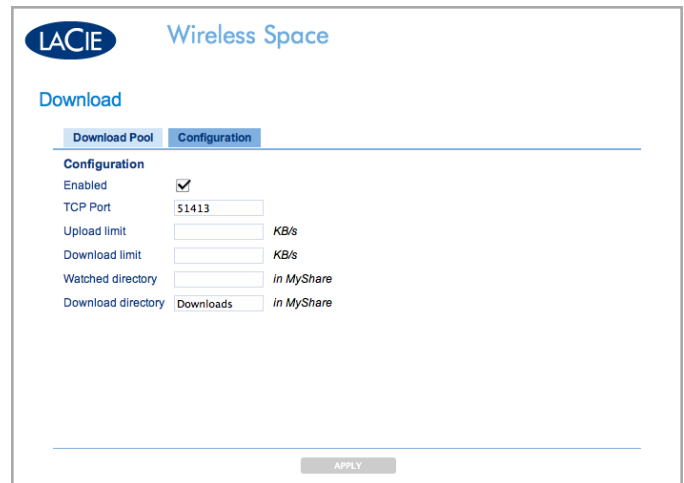 LACIE
Wireless Space
Download
Download Pool Configuration
Configuration
Enabled
TCP Port 51413
Upload limit KB/s
Download limit KB/s
Watched directory in MyShare
Download directory Downloads in MyShare
APPLY